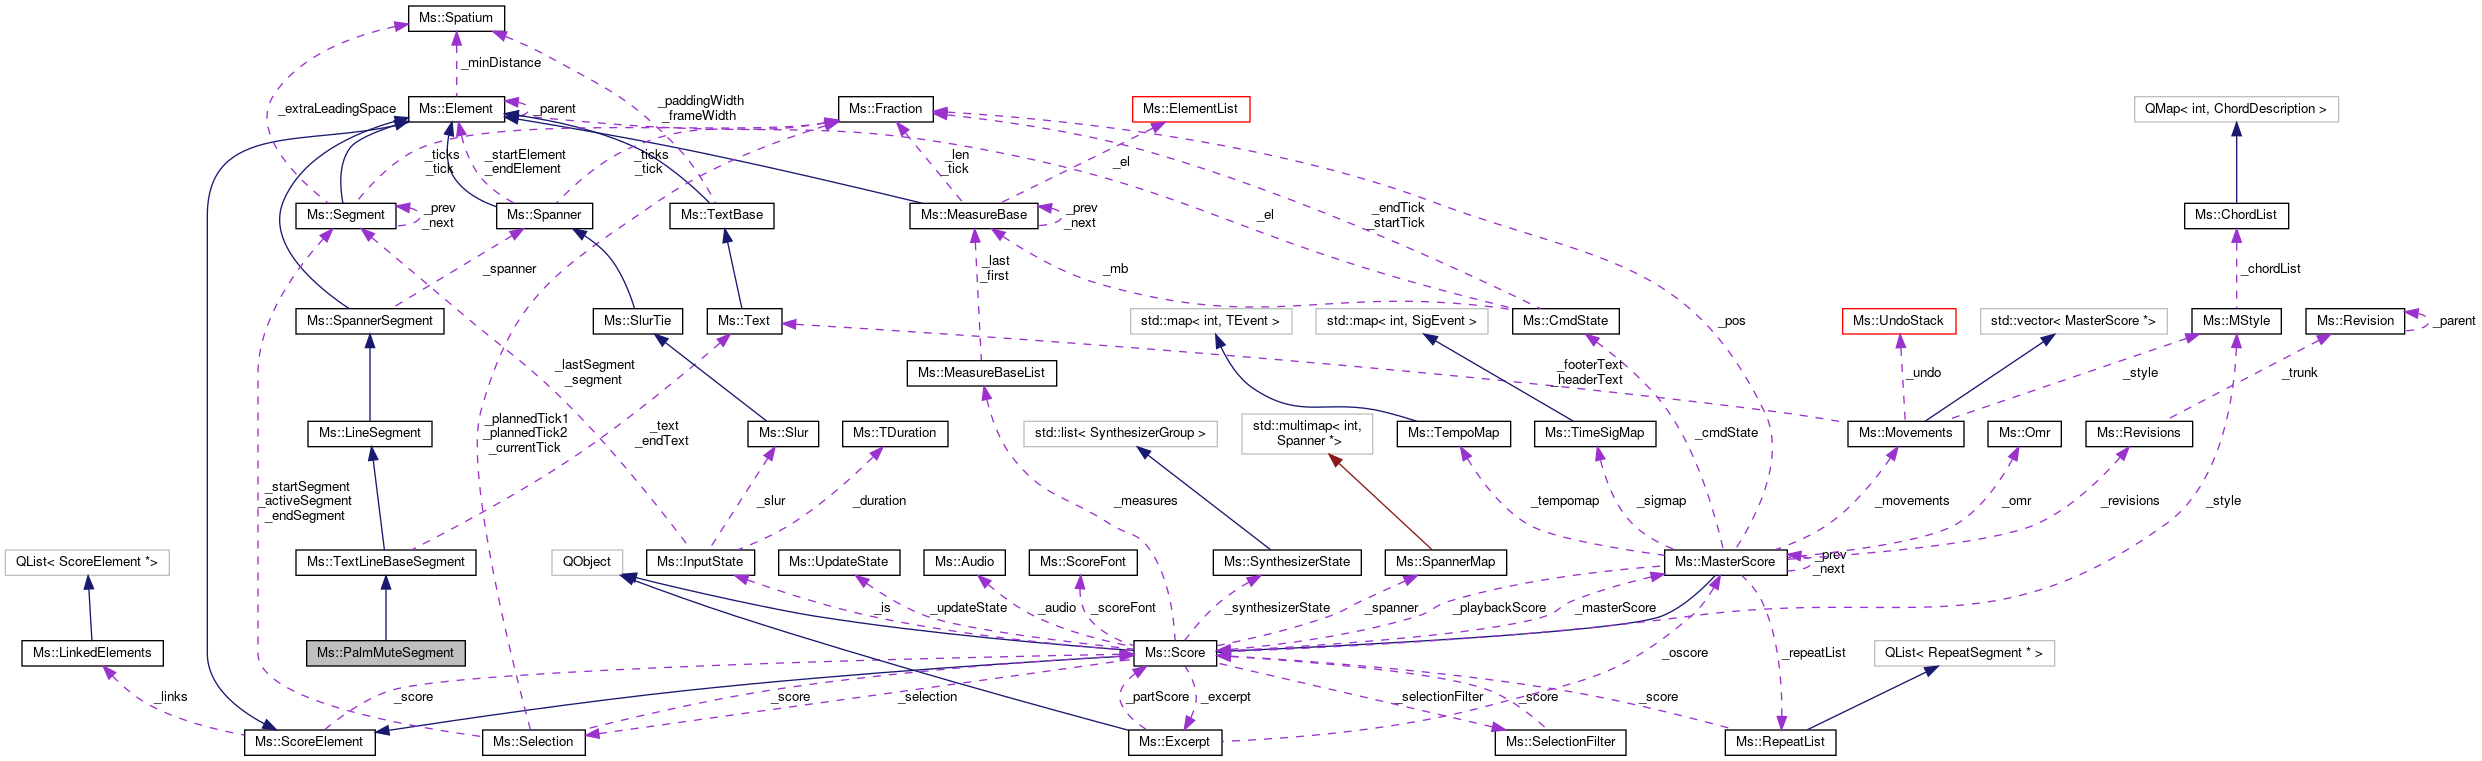 Ms::Spatium
_minDistance
_extraLeadingSpace
Ms::Element
_parent
_paddingWidth
_frameWidth
Ms::Fraction
Ms::ElementList
QMap< int, ChordDescription >
_ticks
_tick
_startElement
_endElement
_ticks
_tick
_len
_tick
_el
Ms::Segment
_prev
_next
Ms::Spanner
Ms::TextBase
Ms::MeasureBase
_prev
_next
_el
_endTick
_startTick
Ms::ChordList
_spanner
_last
_first
_mb
_chordList
Ms::SpannerSegment
Ms::SlurTie
Ms::Text
std::map< int, TEvent >
std::map< int, SigEvent >
Ms::CmdState
_pos
Ms::UndoStack
std::vector< MasterScore *>
Ms::MStyle
Ms::Revision
_parent
_lastSegment
_segment
Ms::MeasureBaseList
_footerText
_headerText
_undo
_style
_trunk
_plannedTick1
_plannedTick2
_currentTick
Ms::LineSegment
_text
_endText
Ms::Slur
Ms::TDuration
std::list< SynthesizerGroup >
std::multimap< int,
Spanner *>
Ms::TempoMap
Ms::TimeSigMap
_cmdState
Ms::Movements
Ms::Omr
Ms::Revisions
_startSegment
_activeSegment
_endSegment
_slur
_duration
_measures
_tempomap
_sigmap
_movements
_omr
_revisions
_style
QList< ScoreElement *>
Ms::TextLineBaseSegment
QObject
Ms::InputState
Ms::UpdateState
Ms::Audio
Ms::ScoreFont
Ms::SynthesizerState
Ms::SpannerMap
Ms::MasterScore
_prev
_next
_is
_updateState
_audio
_scoreFont
_synthesizerState
_spanner
_playbackScore
_masterScore
Ms::LinkedElements
Ms::PalmMuteSegment
Ms::Score
_oscore
_repeatList
QList< RepeatSegment * >
_links
_score
_score
_selection
_partScore
_excerpt
_selectionFilter
_score
_score
Ms::ScoreElement
Ms::Selection
Ms::Excerpt
Ms::SelectionFilter
Ms::RepeatList